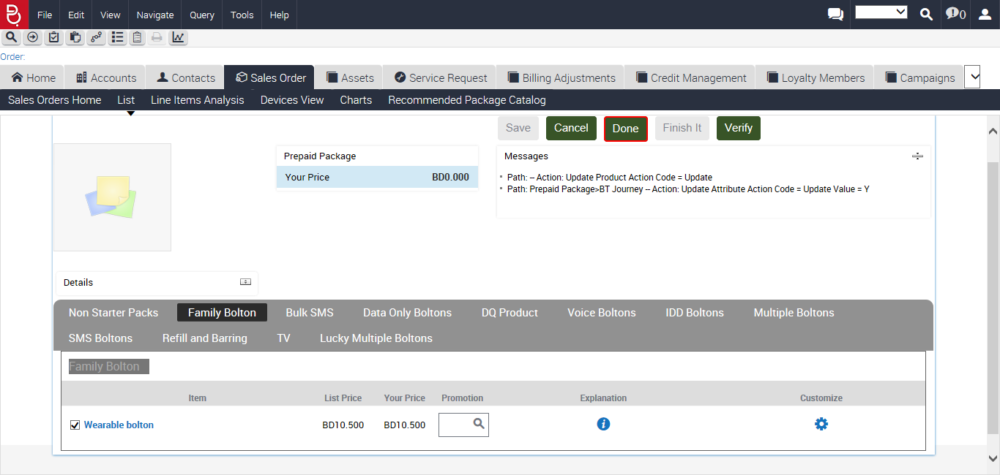 File Edit View Navigate Query Tools Help 0
Order:
Home Accounts Contacts Sales Order Assets Service Request Billing Adjustments Credit Management Loyalty Members Campaigns
Sales Orders Home List Line Items Analysis Devices View Charts Recommended Package Catalog
Save Cancel Done Finish It Verify
Prepaid Package
Your Price BD0.000
Messages
Path: -- Action: Update Product Action Code = Update
Path: Prepaid Package>BT Journey -- Action: Update Attribute Action Code = Update Value = Y
Details
Non Starter Packs Family Bolton Bulk SMS Data Only Boltons DQ Product Voice Boltons IDD Boltons Multiple Boltons
SMS Boltons Refill and Barring TV Lucky Multiple Boltons
Family Bolton
Item List Price Your Price Promotion Explanation Customize
Wearable bolton BD10.500 BD10.500